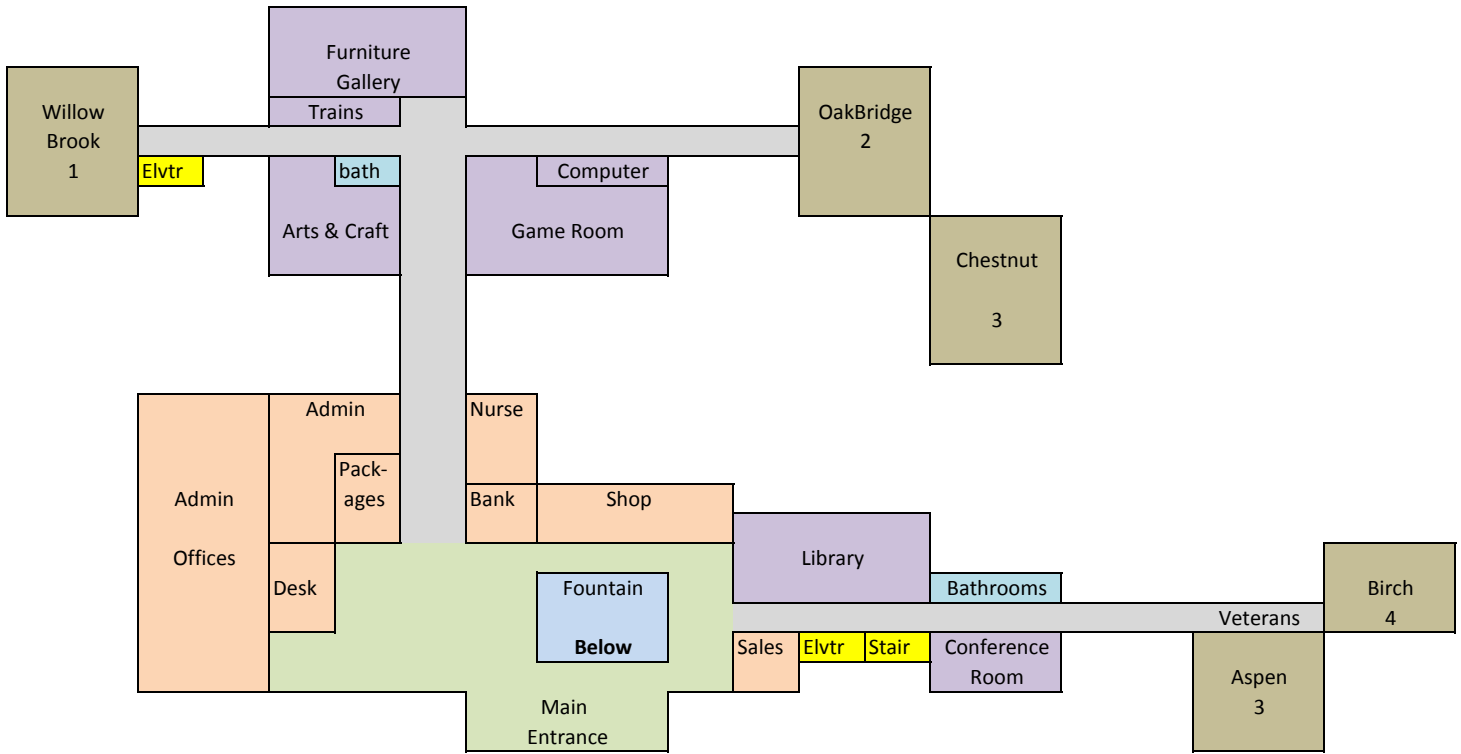 Furniture
Gallery
Trains
Willow
Brook
1
OakBridge
2
Elvtr
bath
Computer
Arts & Craft
Game Room
Chestnut
3
Admin
Nurse
Pack-
ages
Admin
Offices
Bank
Shop
Library
Desk
Fountain
Below
Bathrooms
Birch
4
Veterans
Sales
Elvtr
Stair
Conference
Room
Aspen
3
Main
Entrance